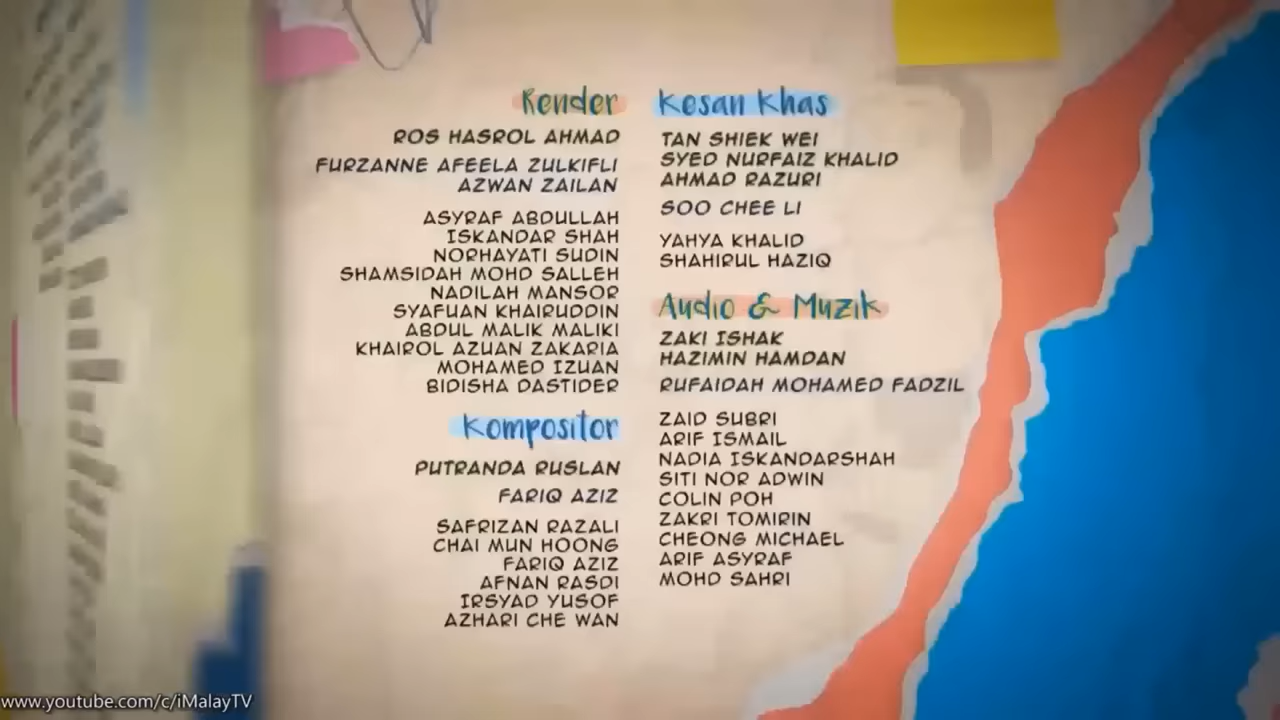 Render
ROS HASROL AHMAD
FURZANNE AFEELA ZULKIFLI
AZWAN ZAILAN
ASYRAF ABDULLAH
ISKANDAR SHAH
NORHAYATI SUDIN
SHAMSIDAH MOHD SALLEH
NADILAH MANSOR
SYAFUAN KHAIRUDDIN
ABDUL MALIK MALIKI
KHAIROL AZUAN ZAKARIA
MOHAMED IZUAN
BIDISHA DASTIDER
Kompositor
PUTRANDA RUSLAN
FARIQ AZIZ
SAFRIZAN RAZALI
CHAI MUN HOONG
FARIQ AZIZ
AFNAN RASDI
IRSYAD YUSOF
AZHARI CHE WAN
Kesan Khas
TAN SHIEK WEI
SYED NURFAIZ KHALID
AHMAD RAZURI
SOO CHEE LI
YAHYA KHALID
SHAHIRUL HAZIQ
Audio & Muzik
ZAKI ISHAK
HAZIMIN HAMDAN
RUFAIDAH MOHAMED FADZIL
ZAID SUBRI
ARIF ISMAIL
NADIA ISKANDARSHAH
SITI NOR ADWIN
COLIN POH
ZAKRI TOMIRIN
CHEONG MICHAEL
ARIF ASYRAF
MOHD SAHRI
www.youtube.com/c/iMalayTV